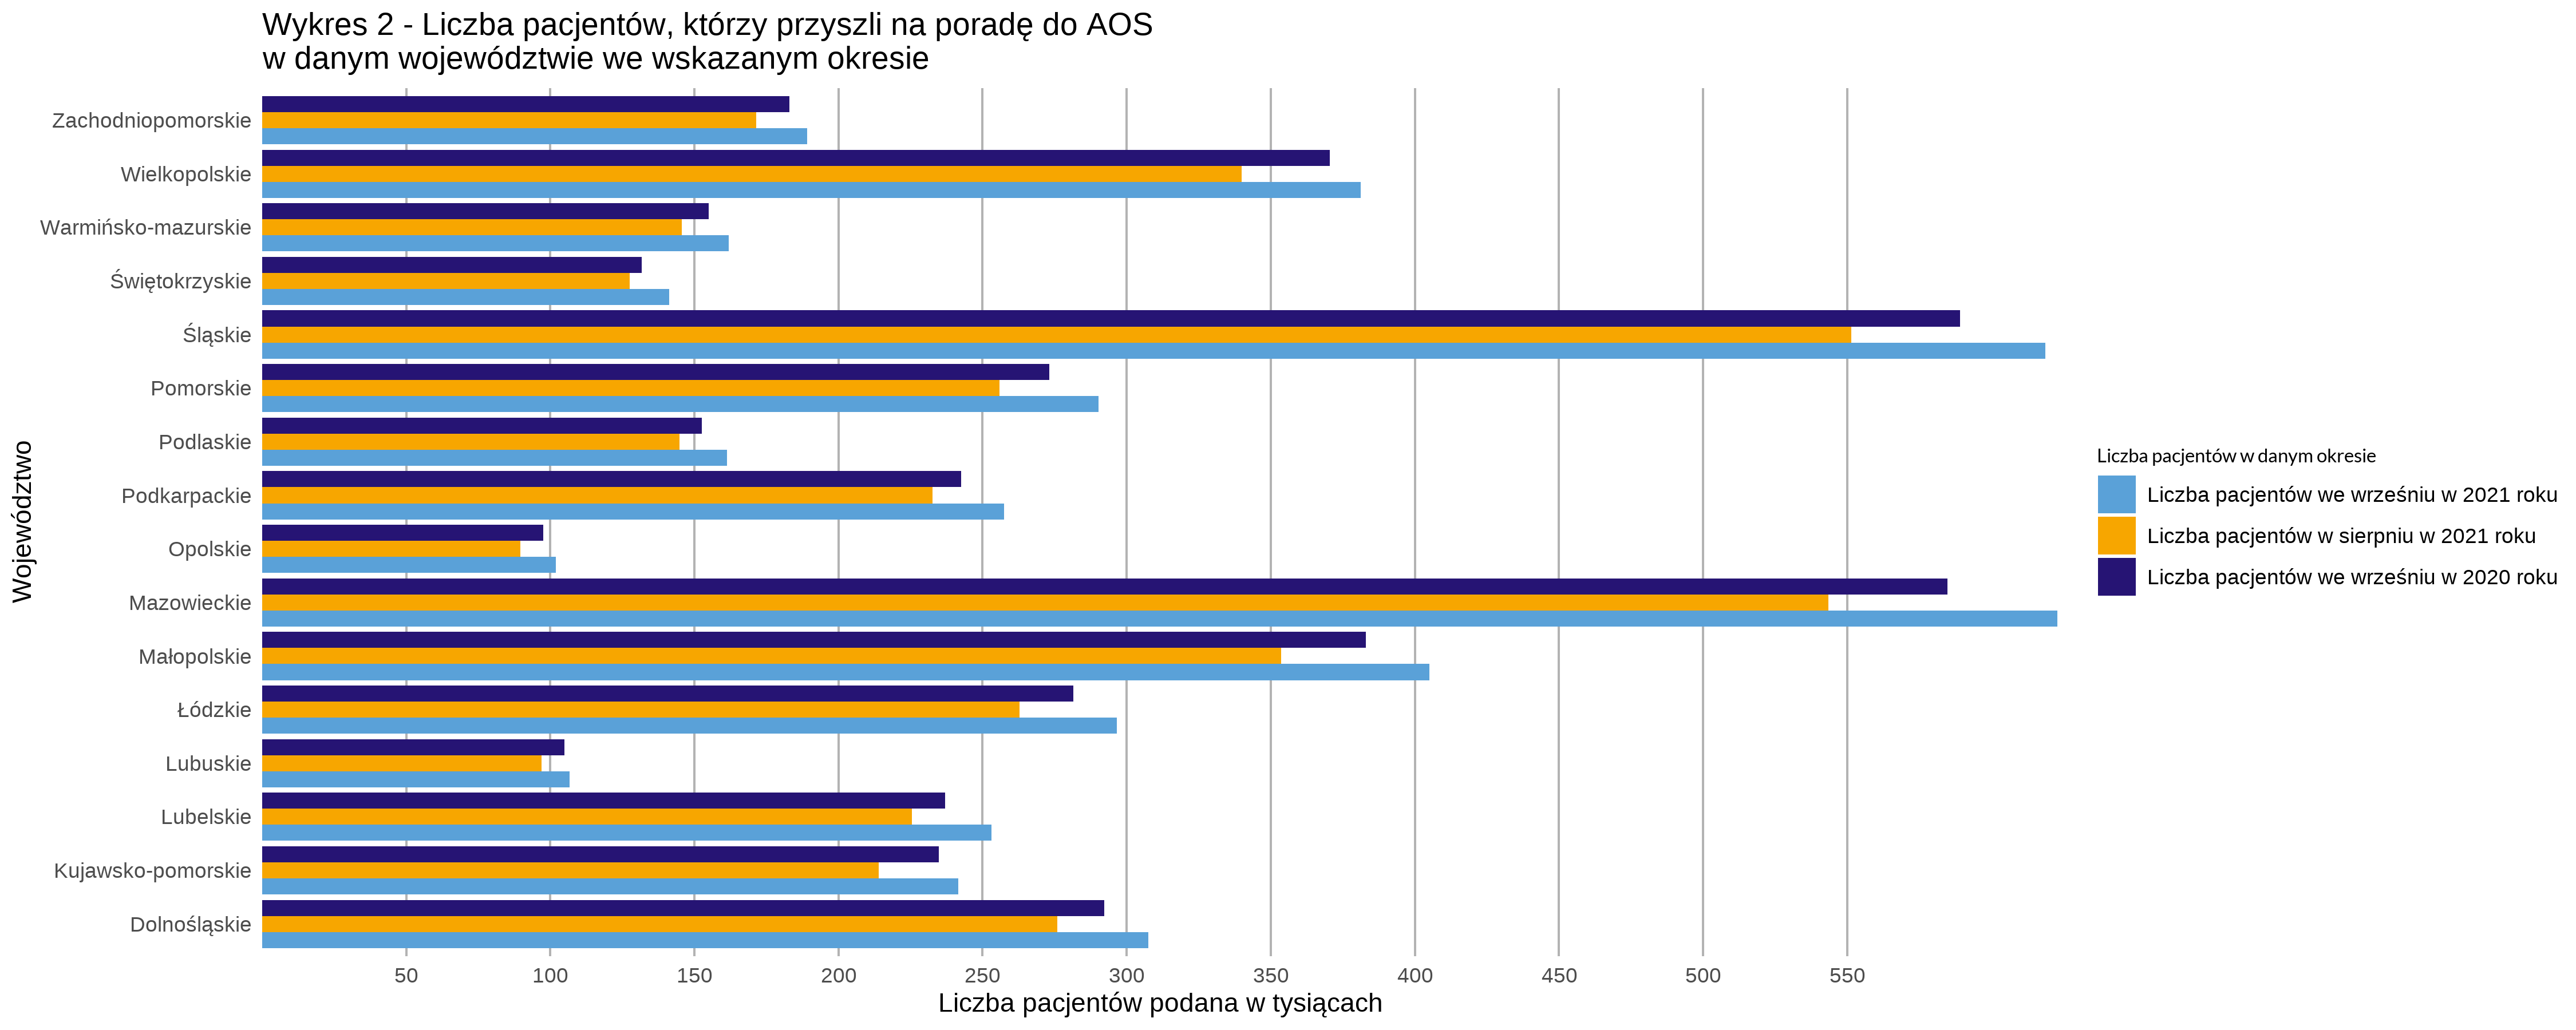 Wykres 2 - Liczba pacjentów, którzy przyszli na poradę do AOS
w danym województwie we wskazanym okresie
Województwo
Zachodniopomorskie
Wielkopolskie
Warmińsko-mazurskie
Świętokrzyskie
Śląskie
Pomorskie
Podlaskie
Podkarpackie
Opolskie
Mazowieckie
Małopolskie
Łódzkie
Lubuskie
Lubelskie
Kujawsko-pomorskie
Dolnośląskie
50 100 150 200 250 300 350 400 450 500 550
Liczba pacjentów podana w tysiącach
Liczba pacjentów w danym okresie
Liczba pacjentów we wrześniu w 2021 roku
Liczba pacjentów w sierpniu w 2021 roku
Liczba pacjentów we wrześniu w 2020 roku